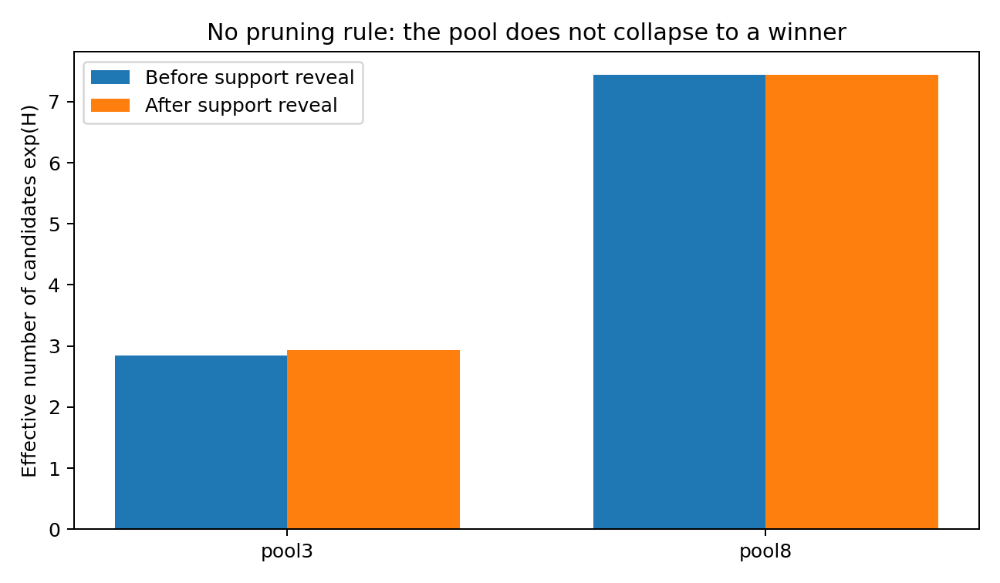 No pruning rule: the pool does not collapse to a winner
Before support reveal
After support reveal
Effective number of candidates exp(H)
7
6
5
4
3
2
1
0
pool3
pool8